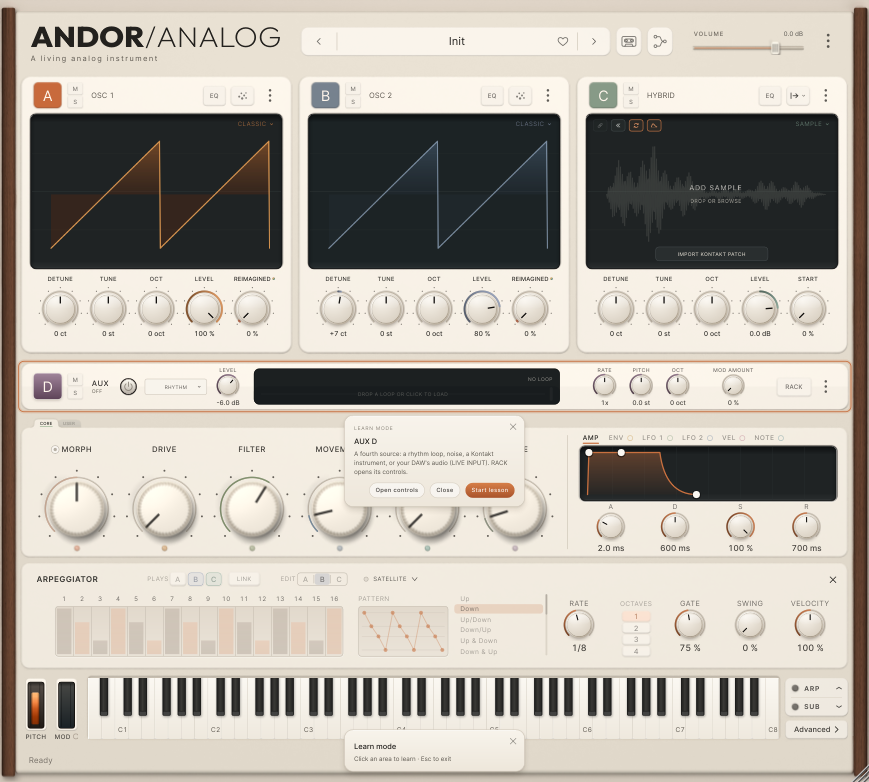 ANDOR/ANALOG
A living analog instrument
Init
VOLUME 0.0 dB
A M S OSC 1 EQ
CLASSIC
DETUNE TUNE OCT LEVEL REIMAGINED
0 ct 0 st 0 oct 100 % 0 %
B M S OSC 2 EQ
CLASSIC
DETUNE TUNE OCT LEVEL REIMAGINED
+7 ct 0 st 0 oct 80 % 0 %
C M S HYBRID EQ
SAMPLE
ADD SAMPLE
DROP OR BROWSE
IMPORT KONTAKT PATCH
DETUNE TUNE OCT LEVEL START
0 ct 0 st 0 oct 0.0 dB 0 %
D M S AUX
OFF
RHYTHM
LEVEL
-6.0 dB
NO LOOP
DROP A LOOP OR CLICK TO LOAD
RATE PITCH OCT MOD AMOUNT
1x 0.0 st 0 oct 0 %
RACK
CORE
MORPH DRIVE FILTER MOVEM
E
LEARN MODE
AUX D
A fourth source: a rhythm loop, noise, a Kontakt
instrument, or your DAW's audio (LIVE INPUT). RACK
opens its controls.
Open controls Close Start lesson
AMP ENV LFO 1 LFO 2 VEL NOTE
A D S R
2.0 ms 600 ms 100 % 700 ms
ARPEGGIATOR PLAYS A B C LINK EDIT A B C SATELLITE
1 2 3 4 5 6 7 8 9 10 11 12 13 14 15 16
PATTERN
Up
Down
Up/Down
Down/Up
Up & Down
Down & Up
RATE OCTAVES GATE SWING VELOCITY
1
2
3
4
1/8 75 % 0 % 100 %
PITCH MOD C
C1 C2 C3 C4 C5 C6 C7 C8
ARP
SUB
Advanced
Learn mode
Click an area to learn · Esc to exit
Ready